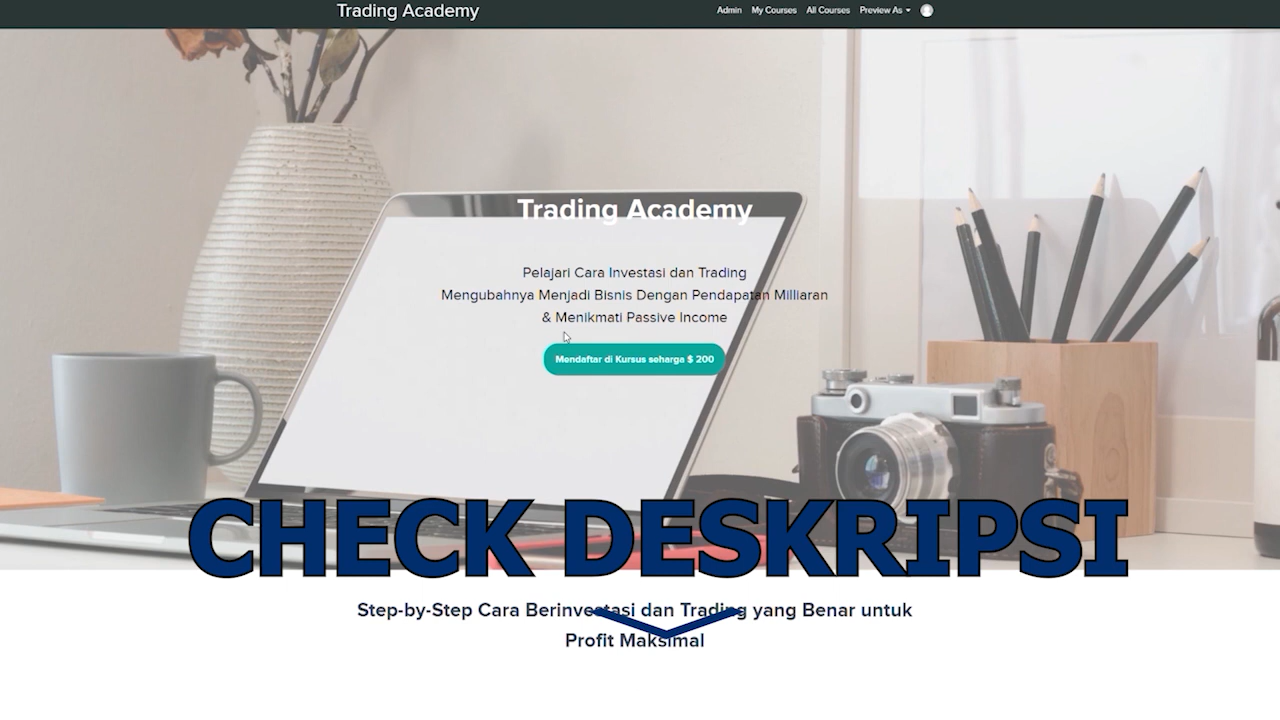 Trading Academy
Admin My Courses All Courses Preview As
Trading Academy
Pelajari Cara Investasi dan Trading
Mengubahnya Menjadi Bisnis Dengan Pendapatan Milliaran
& Menikmati Passive Income
Mendaftar di Kursus seharga $ 200
CHECK DESKRIPSI
Step-by-Step Cara Berinvestasi dan Trading yang Benar untuk
Profit Maksimal